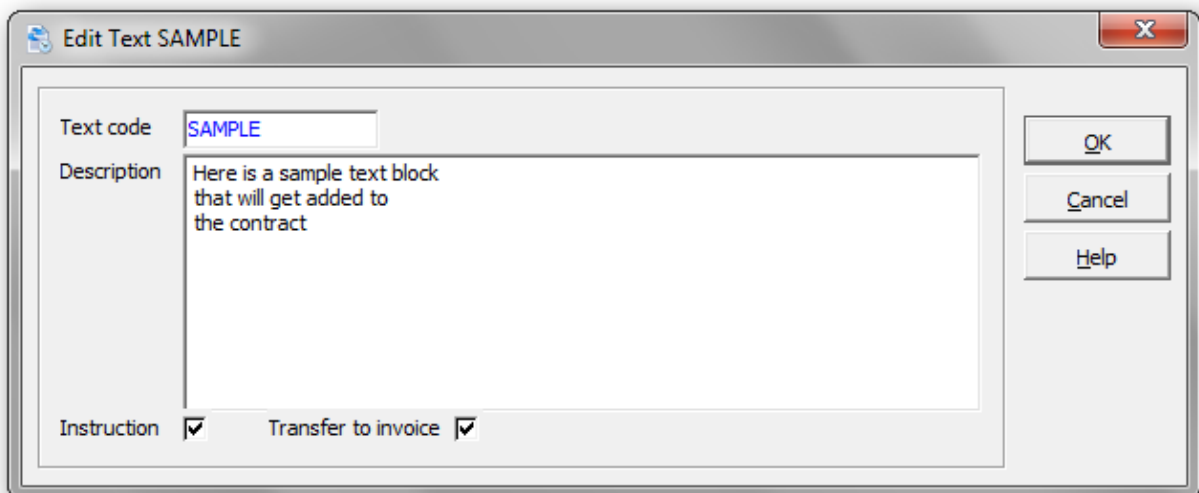 Edit Text SAMPLE
Text code SAMPLE
OK
Description Here is a sample text block
that will get added to
the contract
Cancel
Help
Instruction Transfer to invoice